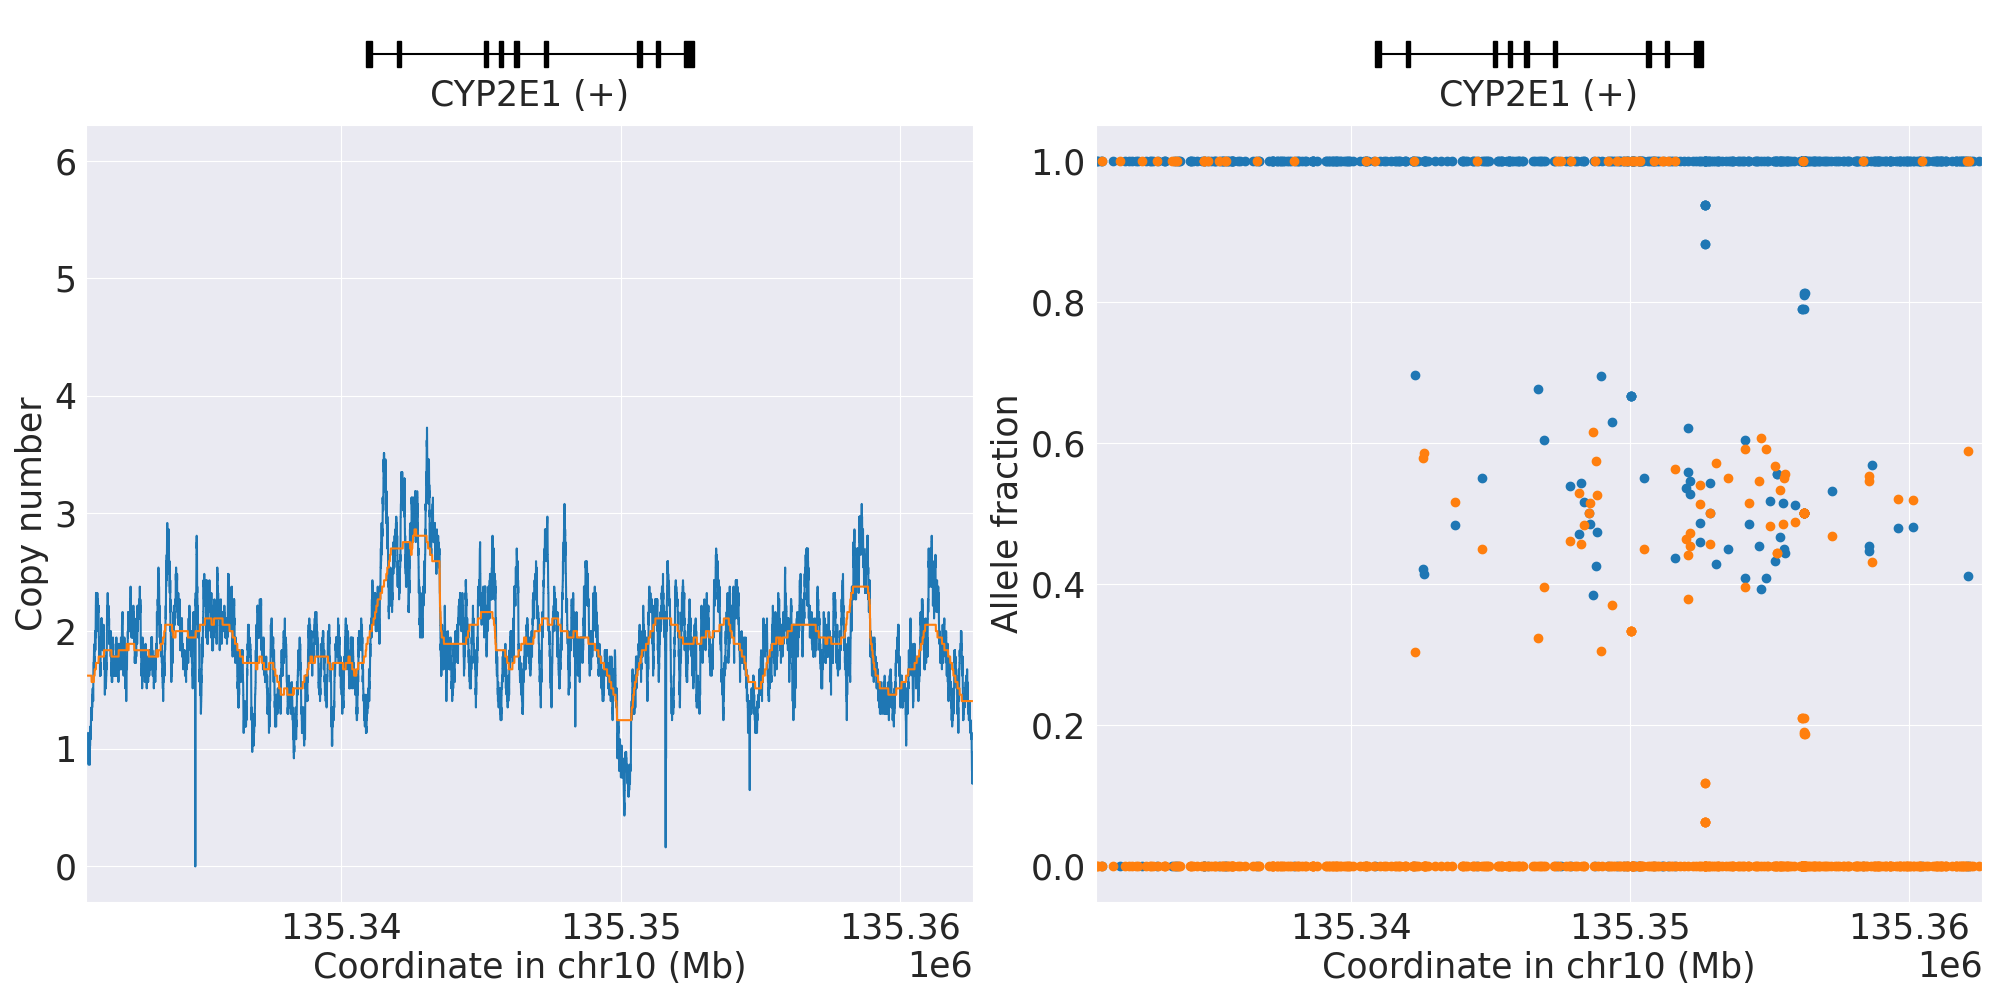 CYP2E1 (+)
CYP2E1 (+)
Copy number
6
5
4
3
2
1
0
135.34
135.35
135.36
Coordinate in chr10 (Mb)
1e6
Allele fraction
1.0
0.8
0.6
0.4
0.2
0.0
135.34
135.35
135.36
Coordinate in chr10 (Mb)
1e6